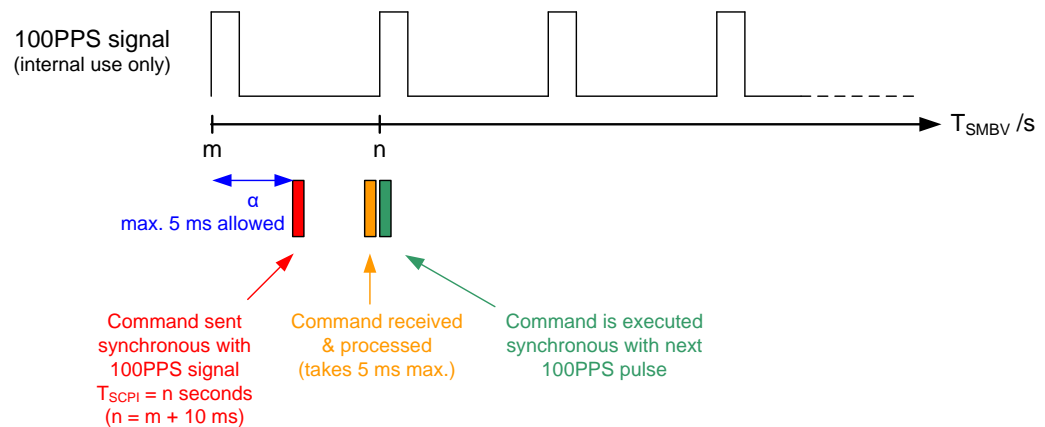 100PPS signal
(internal use only)
T_SMBV /s
m
n
α
max. 5 ms allowed
Command sent
synchronous with
100PPS signal
T_SCPI = n seconds
(n = m + 10 ms)
Command received
& processed
(takes 5 ms max.)
Command is executed
synchronous with next
100PPS pulse